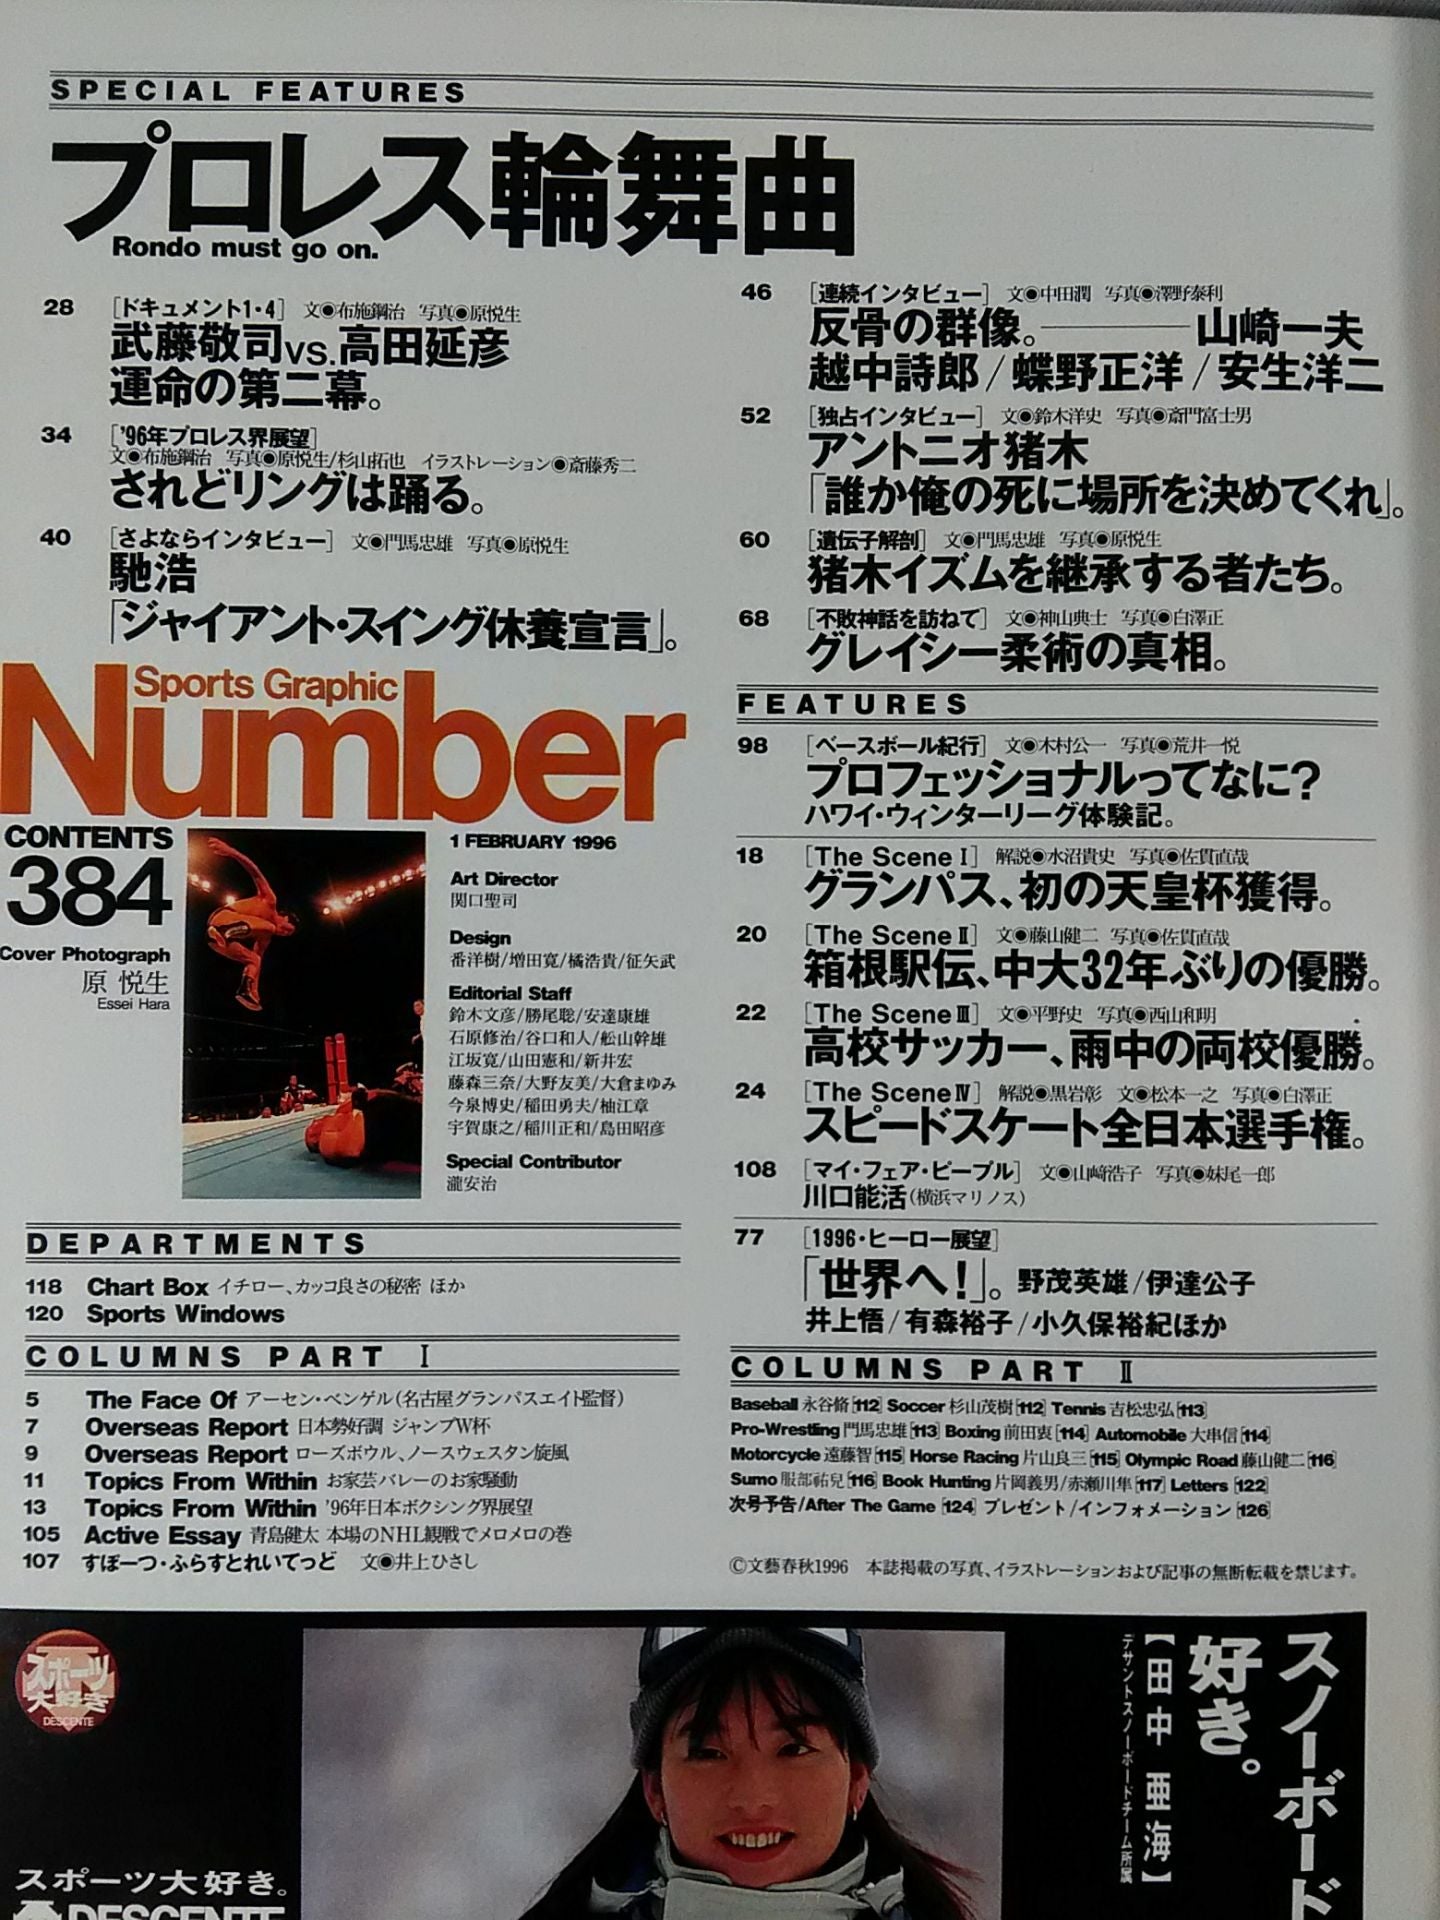 SPECIAL FEATURES
プロレス輪舞曲
Rondo must go on.
28 [ドキュメント1・4] 文◉布施鋼治 写真◉原悦生
武藤敬司vs.高田延彦
運命の第二幕。
34 [’96年プロレス界展望]
文◉布施鋼治 写真◉原悦生/杉山拓也 イラストレーション◉斎藤秀二
されどリングは踊る。
40 [さよならインタビュー] 文◉門馬忠雄 写真◉原悦生
馳浩
「ジャイアント・スイング休養宣言」。
46 [連続インタビュー] 文◉中田潤 写真◉澤野泰利
反骨の群像。――山崎一夫
越中詩郎/蝶野正洋/安生洋二
52 [独占インタビュー] 文◉鈴木洋史 写真◉斎門富士男
アントニオ猪木
「誰か俺の死に場所を決めてくれ」。
60 [遺伝子解剖] 文◉門馬忠雄 写真◉原悦生
猪木イズムを継承する者たち。
68 [不敗神話を訪ねて] 文◉神山典士 写真◉白澤正
グレイシー柔術の真相。
Sports Graphic
Number
CONTENTS
384
Cover Photograph
原 悦生
Essei Hara
1 FEBRUARY 1996
Art Director
関口聖司
Design
番洋樹/増田寛/橘浩貴/征矢武
Editorial Staff
鈴木文彦/勝尾聡/安達康雄
石原修治/谷口和人/舩山幹雄
江坂寛/山田憲和/新井宏
藤森三奈/大野友美/大倉まゆみ
今泉博史/稲田勇夫/柚江章
宇賀康之/稲川正和/島田昭彦
Special Contributor
瀧安治
FEATURES
98 [ベースボール紀行] 文◉木村公一 写真◉荒井一悦
プロフェッショナルってなに?
ハワイ・ウィンターリーグ体験記。
18 [The Scene Ⅰ] 解説◉水沼貴史 写真◉佐貫直哉
グランパス、初の天皇杯獲得。
20 [The Scene Ⅱ] 文◉藤山健二 写真◉佐貫直哉
箱根駅伝、中大32年ぶりの優勝。
22 [The Scene Ⅲ] 文◉平野史 写真◉西山和明
高校サッカー、雨中の両校優勝。
24 [The Scene Ⅳ] 解説◉黒岩彰 文◉松本一之 写真◉白澤正
スピードスケート全日本選手権。
108 [マイ・フェア・ピープル] 文◉山﨑浩子 写真◉妹尾一郎
川口能活(横浜マリノス)
77 [1996・ヒーロー展望]
「世界へ!」。野茂英雄/伊達公子
井上悟/有森裕子/小久保裕紀ほか
DEPARTMENTS
118 Chart Box イチロー、カッコ良さの秘密 ほか
120 Sports Windows
COLUMNS PART Ⅰ
5 The Face Of アーセン・ベンゲル(名古屋グランパスエイト監督)
7 Overseas Report 日本勢好調 ジャンプW杯
9 Overseas Report ローズボウル、ノースウェスタン旋風
11 Topics From Within お家芸バレーのお家騒動
13 Topics From Within ’96年日本ボクシング界展望
105 Active Essay 青島健太 本場のNHL観戦でメロメロの巻
107 すぽーつ・ふらすとれいてっど 文◉井上ひさし
COLUMNS PART Ⅱ
Baseball 永谷脩[112] Soccer 杉山茂樹[112] Tennis 吉松忠弘[113]
Pro-Wrestling 門馬忠雄[113] Boxing 前田衷[114] Automobile 大串信[114]
Motorcycle 遠藤智[115] Horse Racing 片山良三[115] Olympic Road 藤山健二[116]
Sumo 服部祐兒[116] Book Hunting 片岡義男/赤瀬川隼[117] Letters [122]
次号予告/After The Game [124] プレゼント/インフォメーション[126]
©文藝春秋1996 本誌掲載の写真、イラストレーションおよび記事の無断転載を禁じます。
スポーツ
大好き
DESCENTE
スノーボード
好き。
【田中 亜海】
デサントスノーボードチーム所属
スポーツ大好き。
DESCENTE